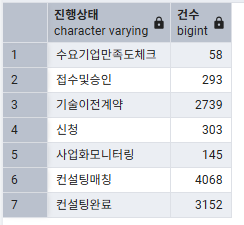 진행상태 건수
character varying bigint
1 수요기업만족도체크 58
2 접수및승인 293
3 기술이전계약 2739
4 신청 303
5 사업화모니터링 145
6 컨설팅매칭 4068
7 컨설팅완료 3152